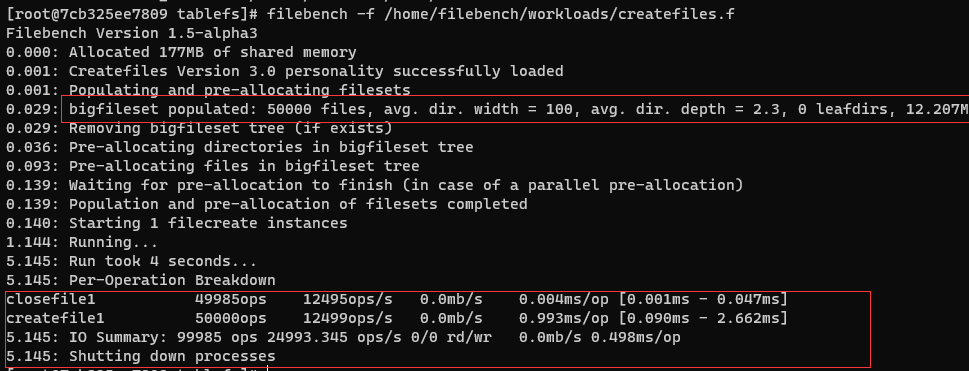 [root@7cb325ee7809 tablefs]# filebench -f /home/filebench/workloads/createfiles.f
Filebench Version 1.5-alpha3
0.000: Allocated 177MB of shared memory
0.001: Createfiles Version 3.0 personality successfully loaded
0.001: Populating and pre-allocating filesets
0.029: bigfileset populated: 50000 files, avg. dir. width = 100, avg. dir. depth = 2.3, 0 leafdirs, 12.207M
0.029: Removing bigfileset tree (if exists)
0.036: Pre-allocating directories in bigfileset tree
0.093: Pre-allocating files in bigfileset tree
0.139: Waiting for pre-allocation to finish (in case of a parallel pre-allocation)
0.139: Population and pre-allocation of filesets completed
0.140: Starting 1 filecreate instances
1.144: Running...
5.145: Run took 4 seconds...
5.145: Per-Operation Breakdown
closefile1 49985ops 12495ops/s 0.0mb/s 0.004ms/op [0.001ms - 0.047ms]
createfile1 50000ops 12499ops/s 0.0mb/s 0.993ms/op [0.090ms - 2.662ms]
5.145: IO Summary: 99985 ops 24993.345 ops/s 0/0 rd/wr 0.0mb/s 0.498ms/op
5.145: Shutting down processes